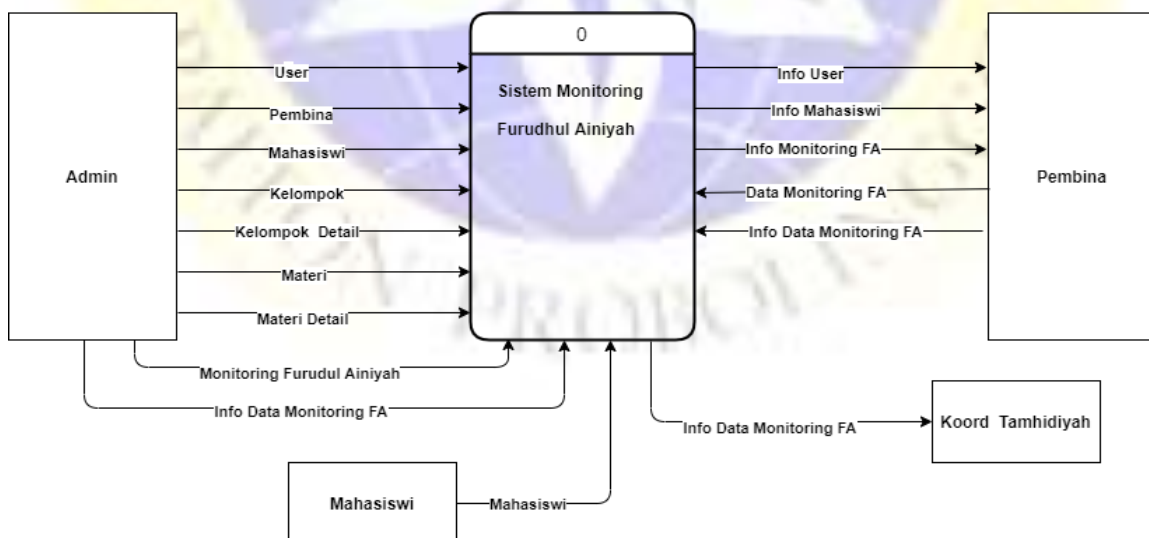 0
Sistem Monitoring
Furudhul Ainiyah
Admin
User
Pembina
Mahasiswi
Kelompok
Kelompok Detail
Materi
Materi Detail
Monitoring Furudul Ainiyah
Info Data Monitoring FA
Info User
Info Mahasiswi
Info Monitoring FA
Data Monitoring FA
Info Data Monitoring FA
Pembina
Info Data Monitoring FA
Koord Tamhidiyah
Mahasiswi
Mahasiswi